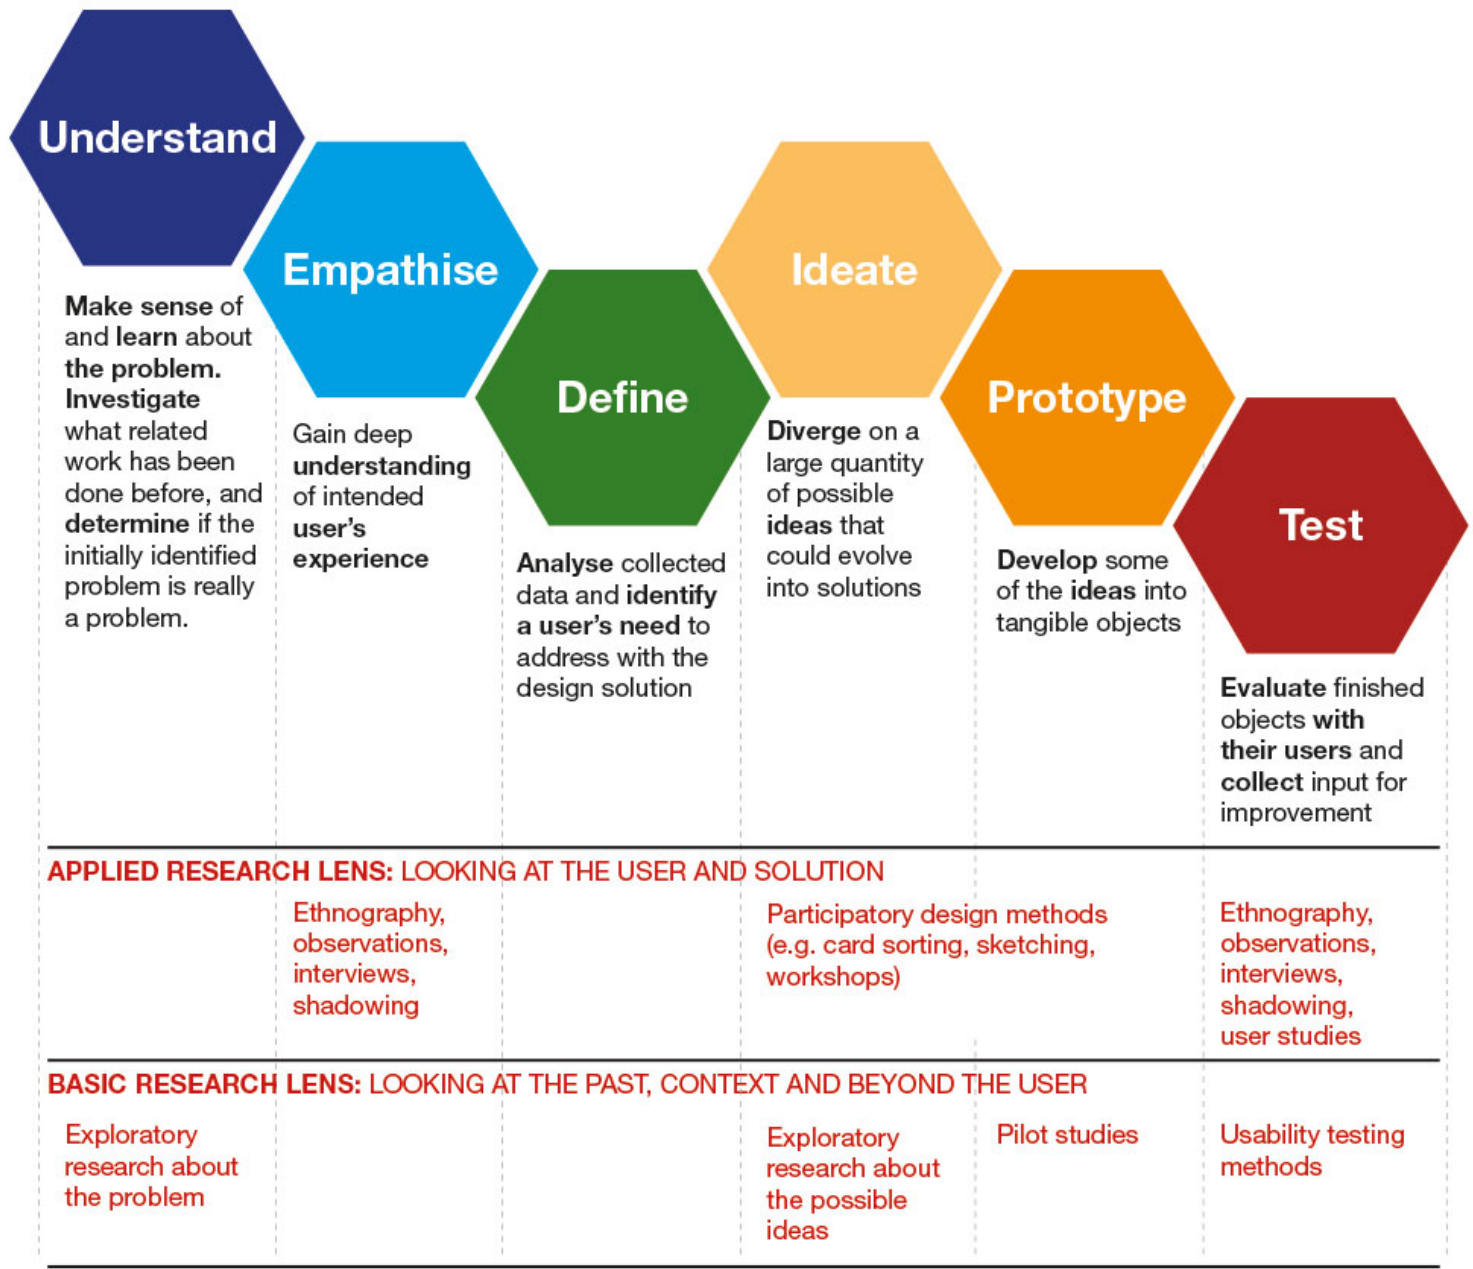 Understand
Make sense of
and learn about
the problem.
Investigate
what related
work has been
done before, and
determine if the
initially identified
problem is really
a problem.
Empathise
Gain deep
understanding
of intended
user's
experience
Define
Analyse collected
data and identify
a user's need to
address with the
design solution
Ideate
Diverge on a
large quantity
of possible
ideas that
could evolve
into solutions
Prototype
Develop some
of the ideas into
tangible objects
Test
Evaluate finished
objects with
their users and
collect input for
improvement
APPLIED RESEARCH LENS: LOOKING AT THE USER AND SOLUTION
Ethnography,
observations,
interviews,
shadowing
Participatory design methods
(e.g. card sorting, sketching,
workshops)
Ethnography,
observations,
interviews,
shadowing,
user studies
BASIC RESEARCH LENS: LOOKING AT THE PAST, CONTEXT AND BEYOND THE USER
Exploratory
research about
the problem
Exploratory
research about
the possible
ideas
Pilot studies
Usability testing
methods